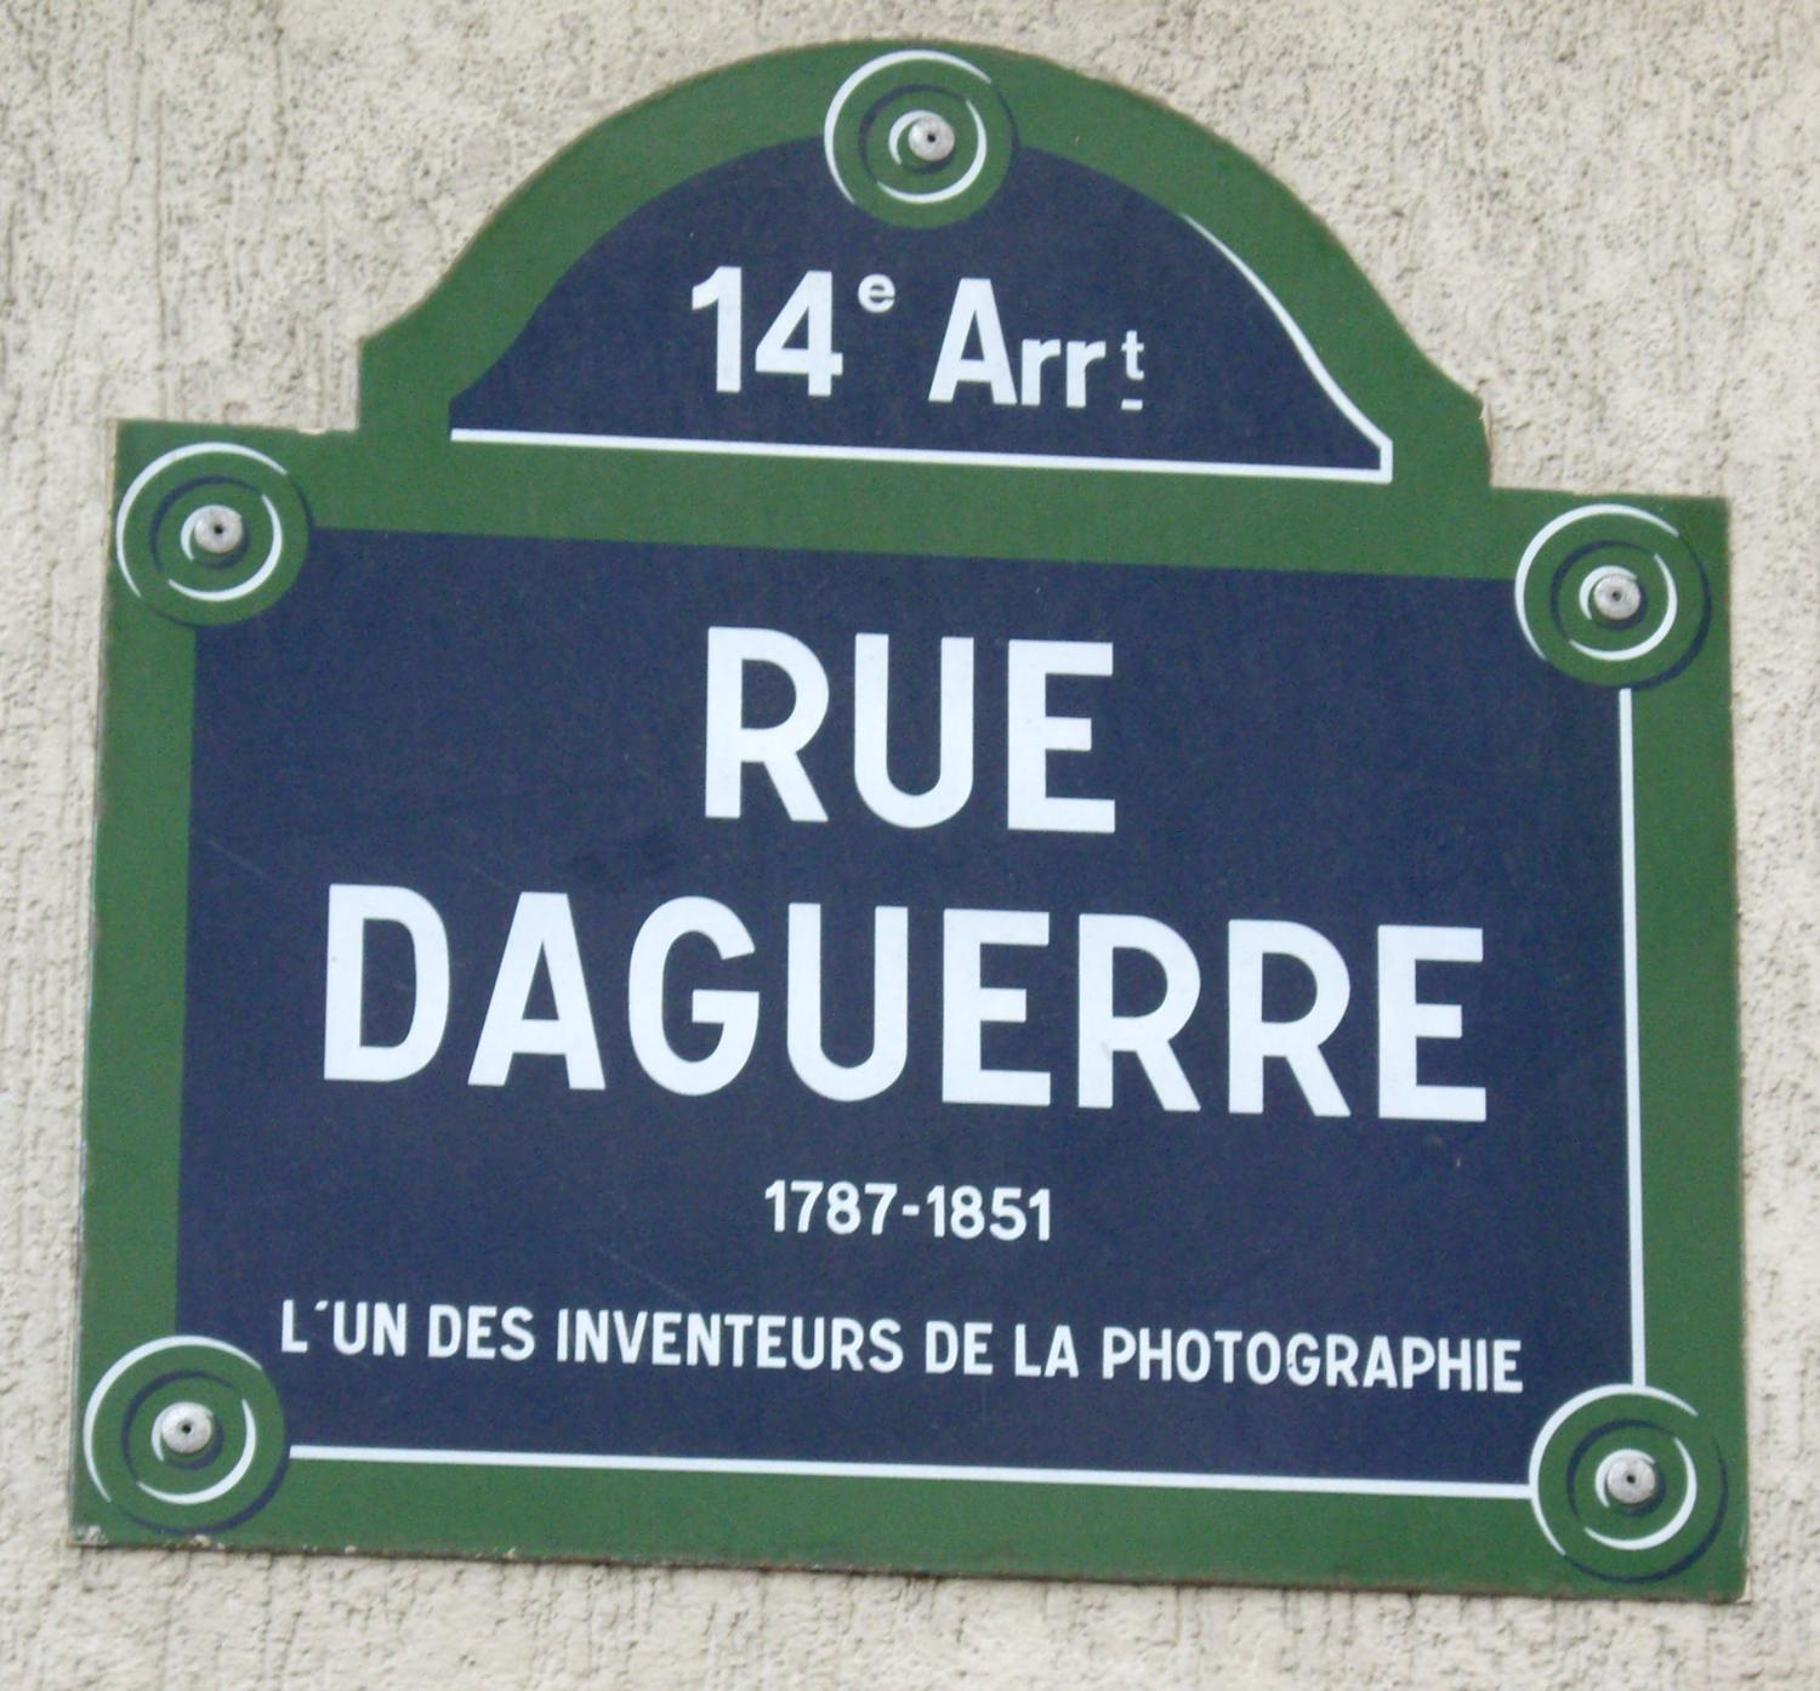 14e Arrt
RUE
DAGUERRE
1787-1851
L'UN DES INVENTEURS DE LA PHOTOGRAPHIE